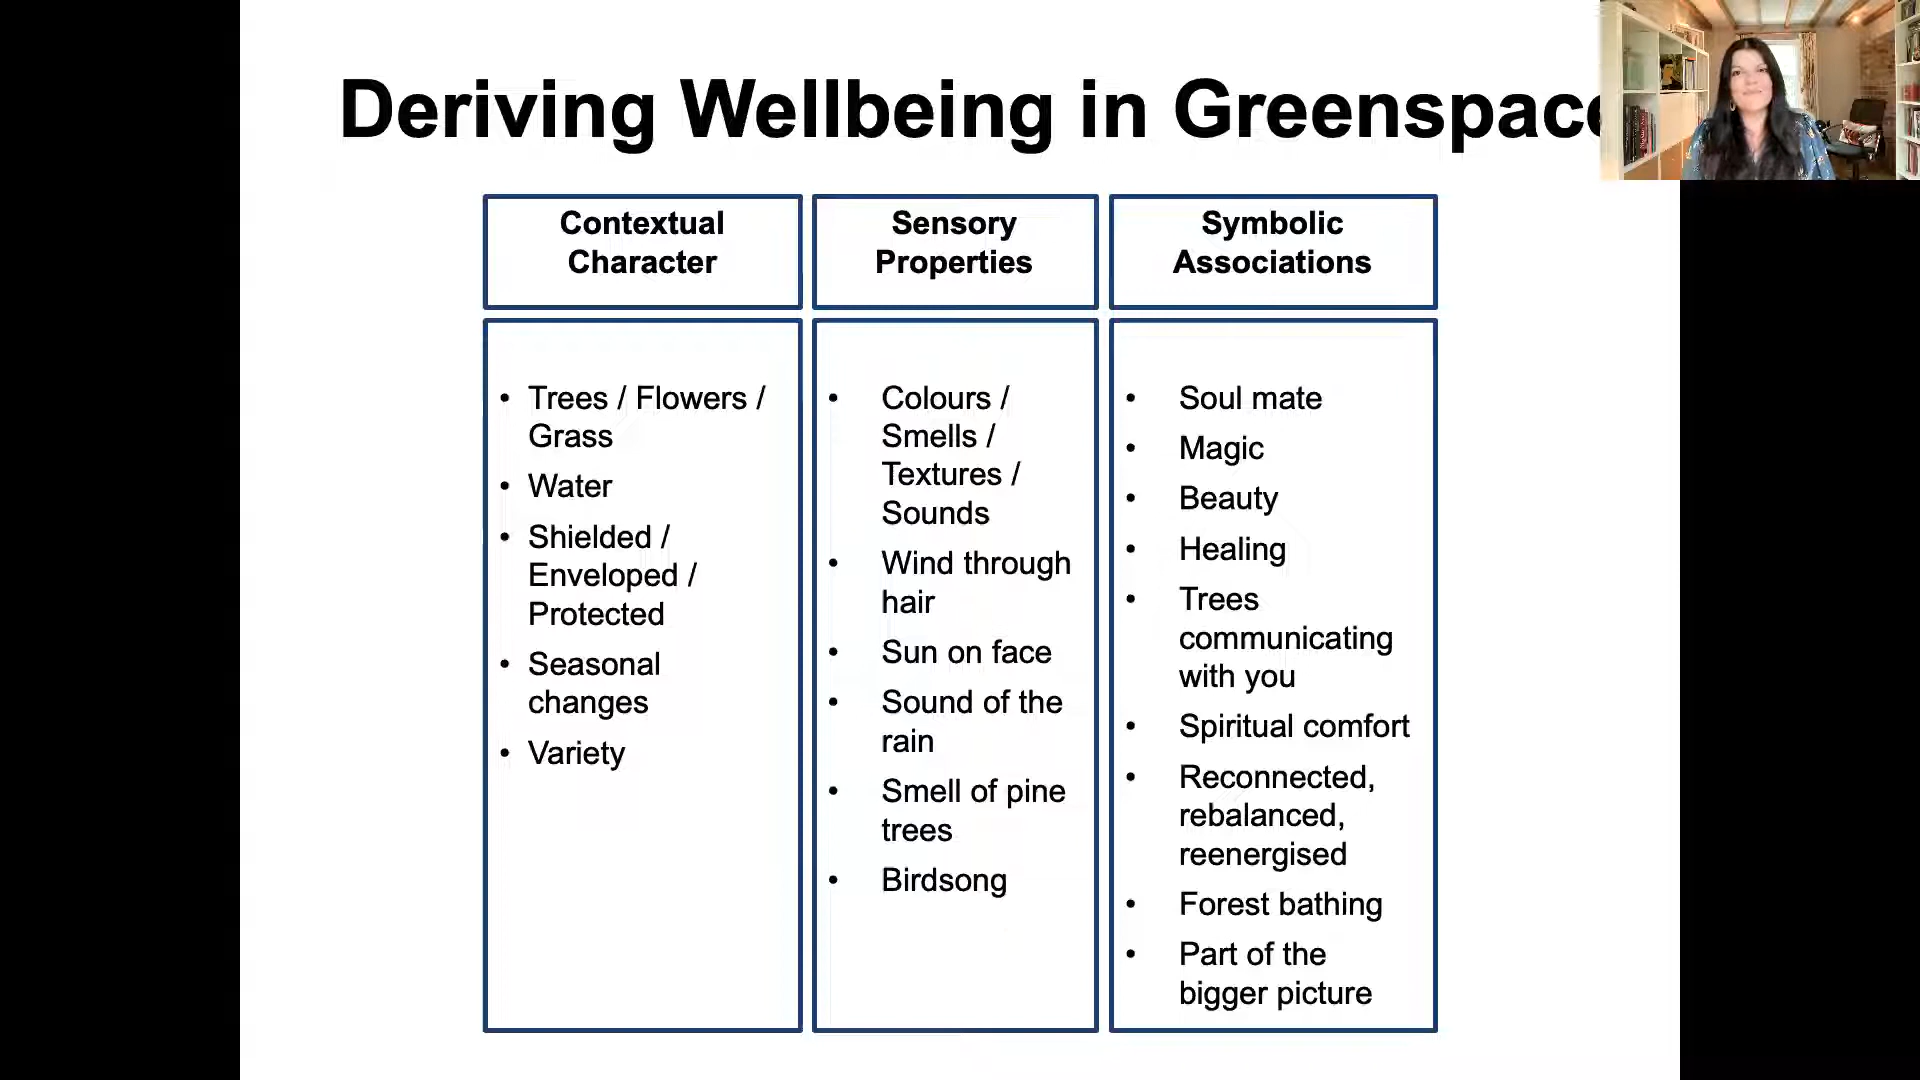 Deriving Wellbeing in Greenspac
Contextual
Character
Sensory
Properties
Symbolic
Associations
• Trees / Flowers /
Grass
• Water
• Shielded /
Enveloped /
Protected
• Seasonal
changes
• Variety
• Colours /
Smells /
Textures /
Sounds
• Wind through
hair
• Sun on face
• Sound of the
rain
• Smell of pine
trees
• Birdsong
• Soul mate
• Magic
• Beauty
• Healing
• Trees
communicating
with you
• Spiritual comfort
• Reconnected,
rebalanced,
reenergised
• Forest bathing
• Part of the
bigger picture